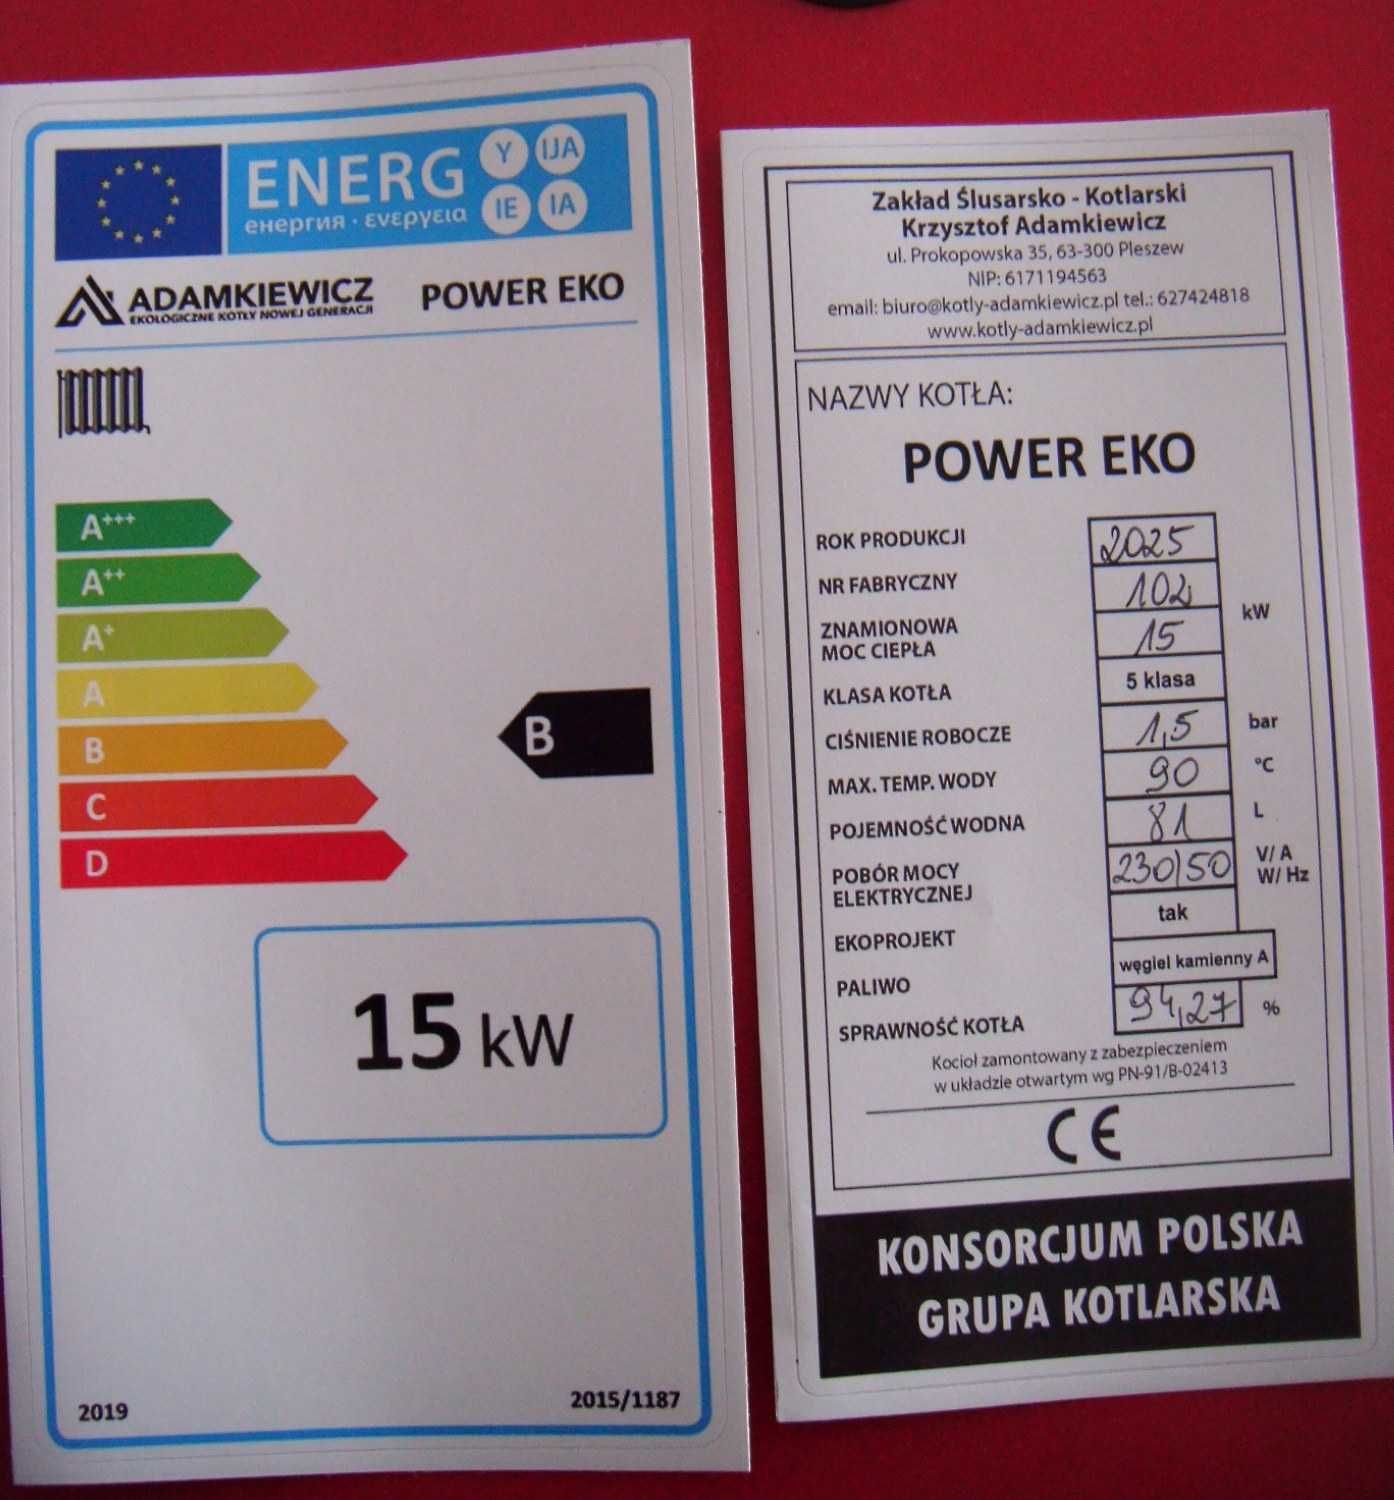 ENERG Y IJA IE IA
енергия · ενεργεια
ADAMKIEWICZ
EKOLOGICZNE KOTŁY NOWEJ GENERACJI
POWER EKO
A+++
A++
A+
A
B
C
D
B
15 kW
2019
2015/1187
Zakład Ślusarsko - Kotlarski
Krzysztof Adamkiewicz
ul. Prokopowska 35, 63-300 Pleszew
NIP: 6171194563
email: biuro@kotly-adamkiewicz.pl tel.: 627424818
www.kotly-adamkiewicz.pl
NAZWY KOTŁA:
POWER EKO
ROK PRODUKCJI 2025
NR FABRYCZNY 102
ZNAMIONOWA
MOC CIEPŁA 15 kW
KLASA KOTŁA 5 klasa
CIŚNIENIE ROBOCZE 1,5 bar
MAX. TEMP. WODY 90 °C
POJEMNOŚĆ WODNA 81 L
POBÓR MOCY
ELEKTRYCZNEJ 230/50 V/ A
W/ Hz
EKOPROJEKT tak
PALIWO węgiel kamienny A
SPRAWNOŚĆ KOTŁA 94,27 %
Kocioł zamontowany z zabezpieczeniem
w układzie otwartym wg PN-91/B-02413
CE
KONSORCJUM POLSKA
GRUPA KOTLARSKA